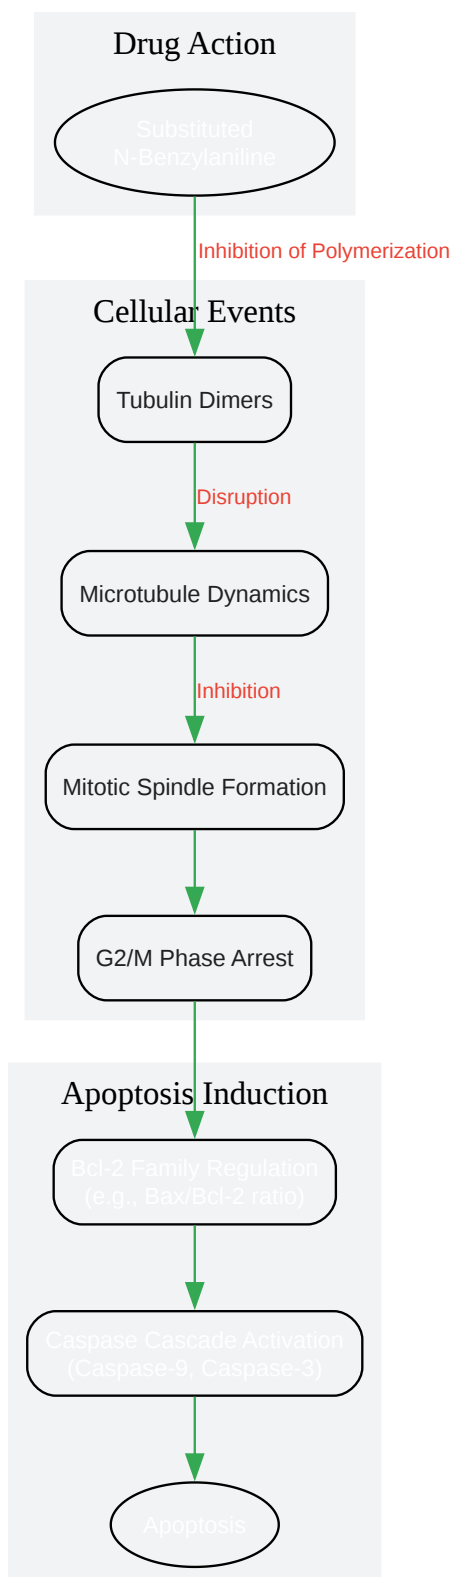 Drug Action
Substituted
N-Benzylaniline
Inhibition of Polymerization
Cellular Events
Tubulin Dimers
Disruption
Microtubule Dynamics
Inhibition
Mitotic Spindle Formation
G2/M Phase Arrest
Apoptosis Induction
Bcl-2 Family Regulation
(e.g., Bax/Bcl-2 ratio)
Caspase Cascade Activation
(Caspase-9, Caspase-3)
Apoptosis